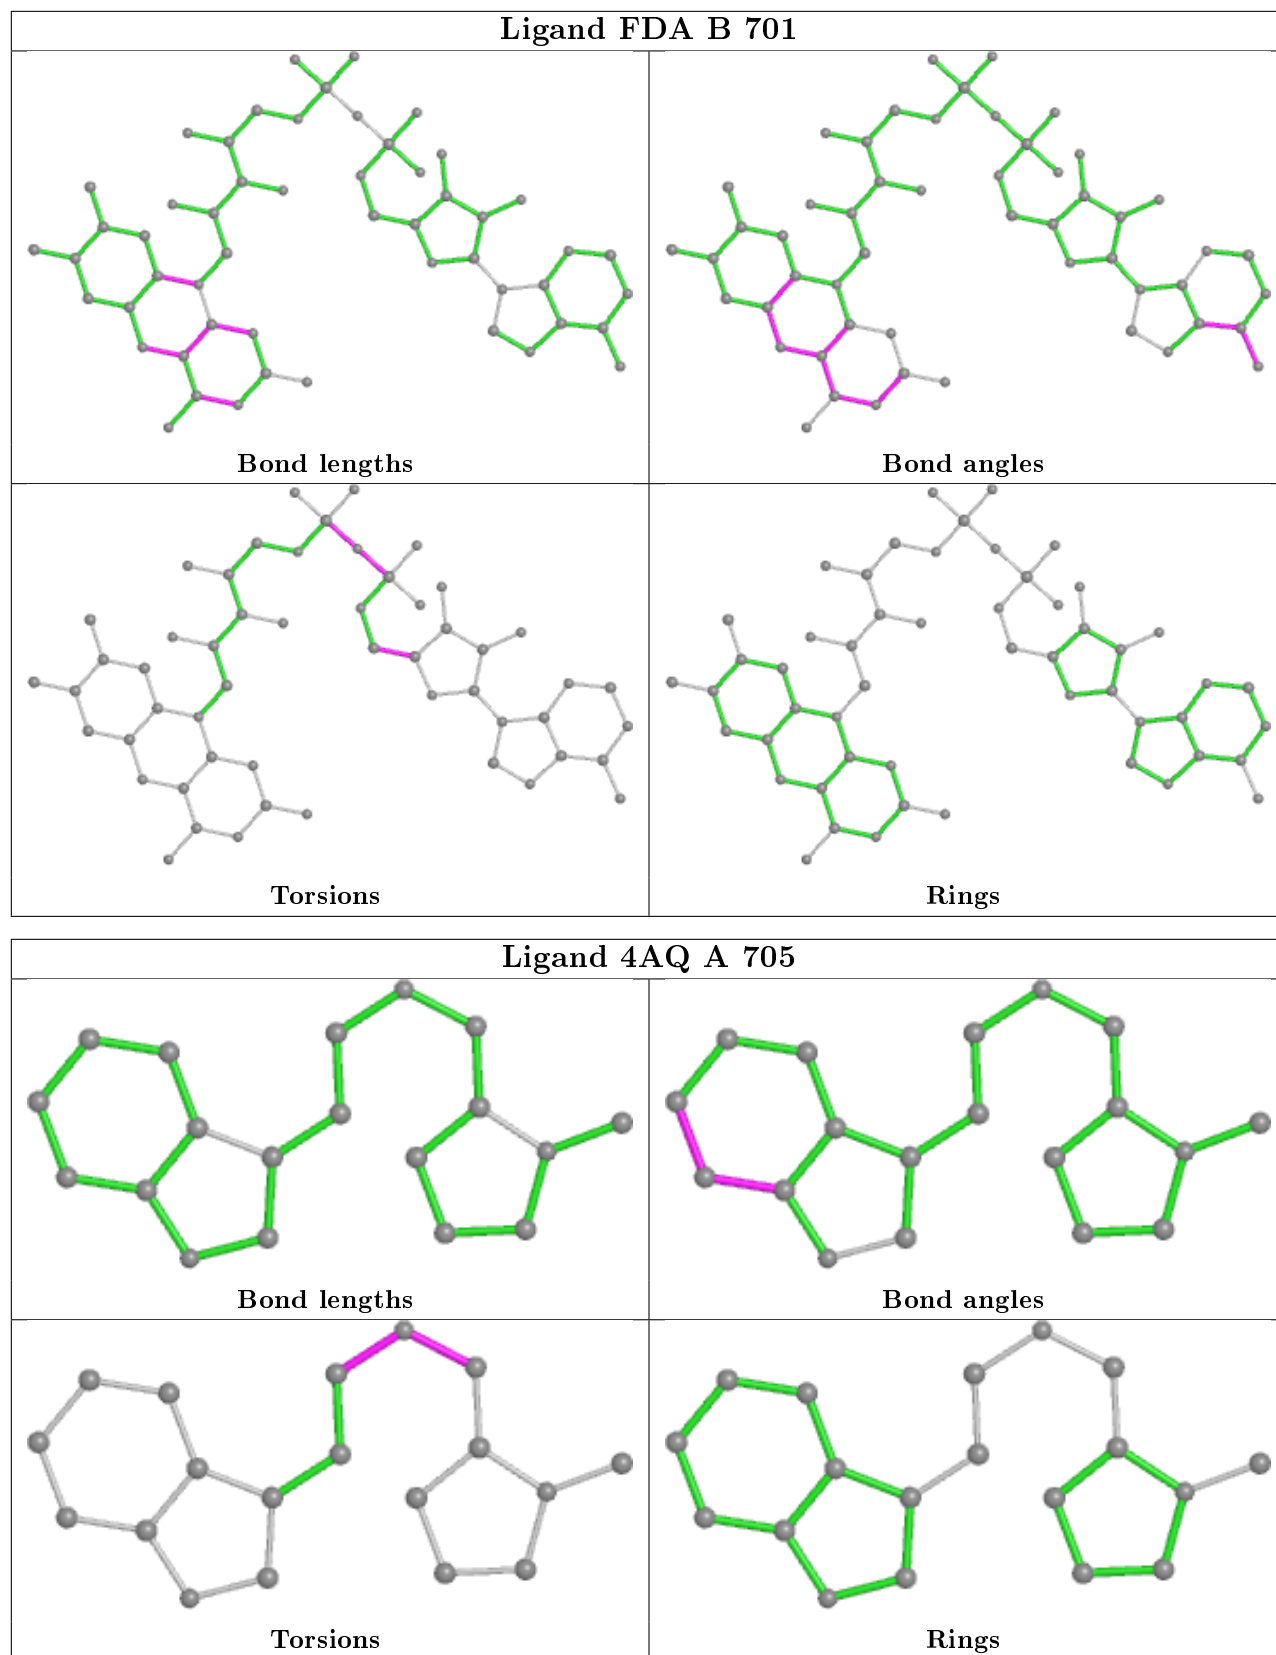 Ligand FDA B 701
Bond lengths
Bond angles
Torsions
Rings
Ligand 4AQ A 705
Bond lengths
Bond angles
Torsions
Rings